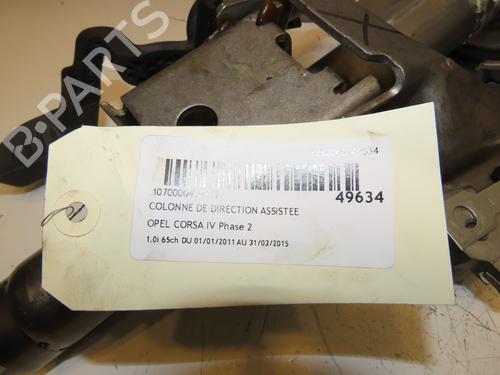 B-PARTS
49634
COLONNE DE DIRECTION ASSISTEE
OPEL CORSA IV Phase 2
1.0i 65ch DU 01/01/2011 AU 31/03/2015